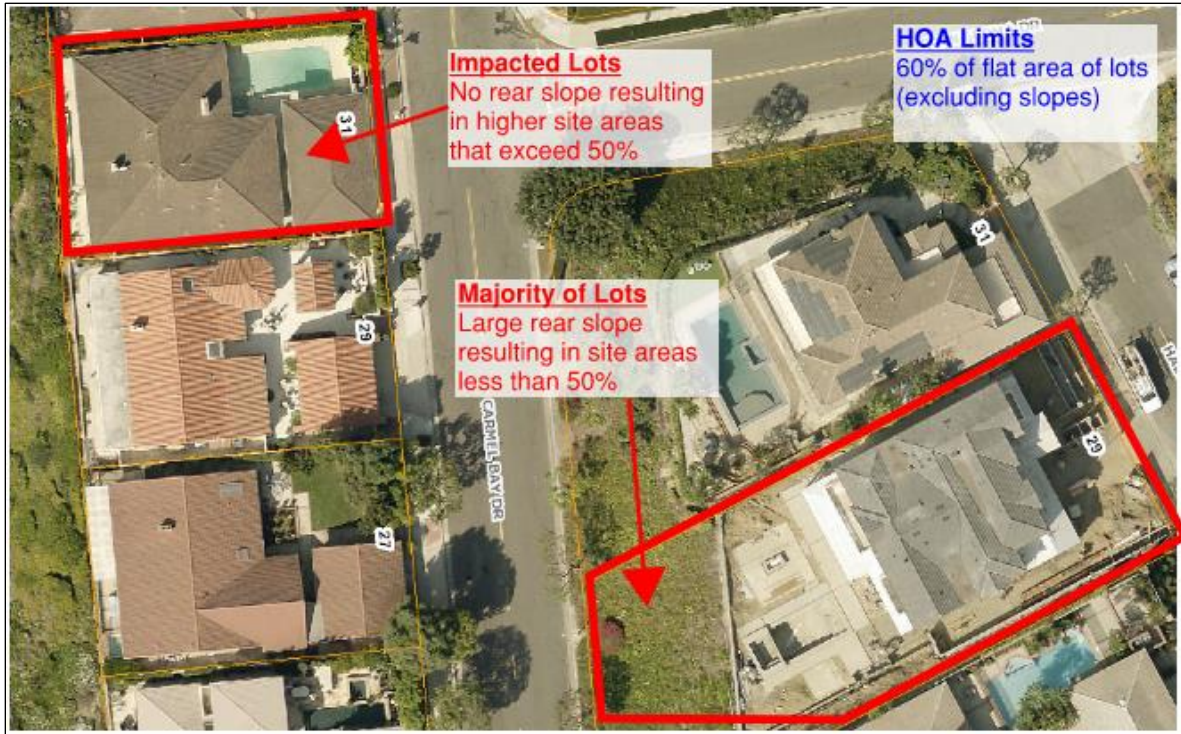 Impacted Lots
No rear slope resulting
in higher site areas
that exceed 50%
HOA Limits
60% of flat area of lots
(excluding slopes)
31
29
27
CARMEL BAY DR
Majority of Lots
Large rear slope
resulting in site areas
less than 50%
31
29